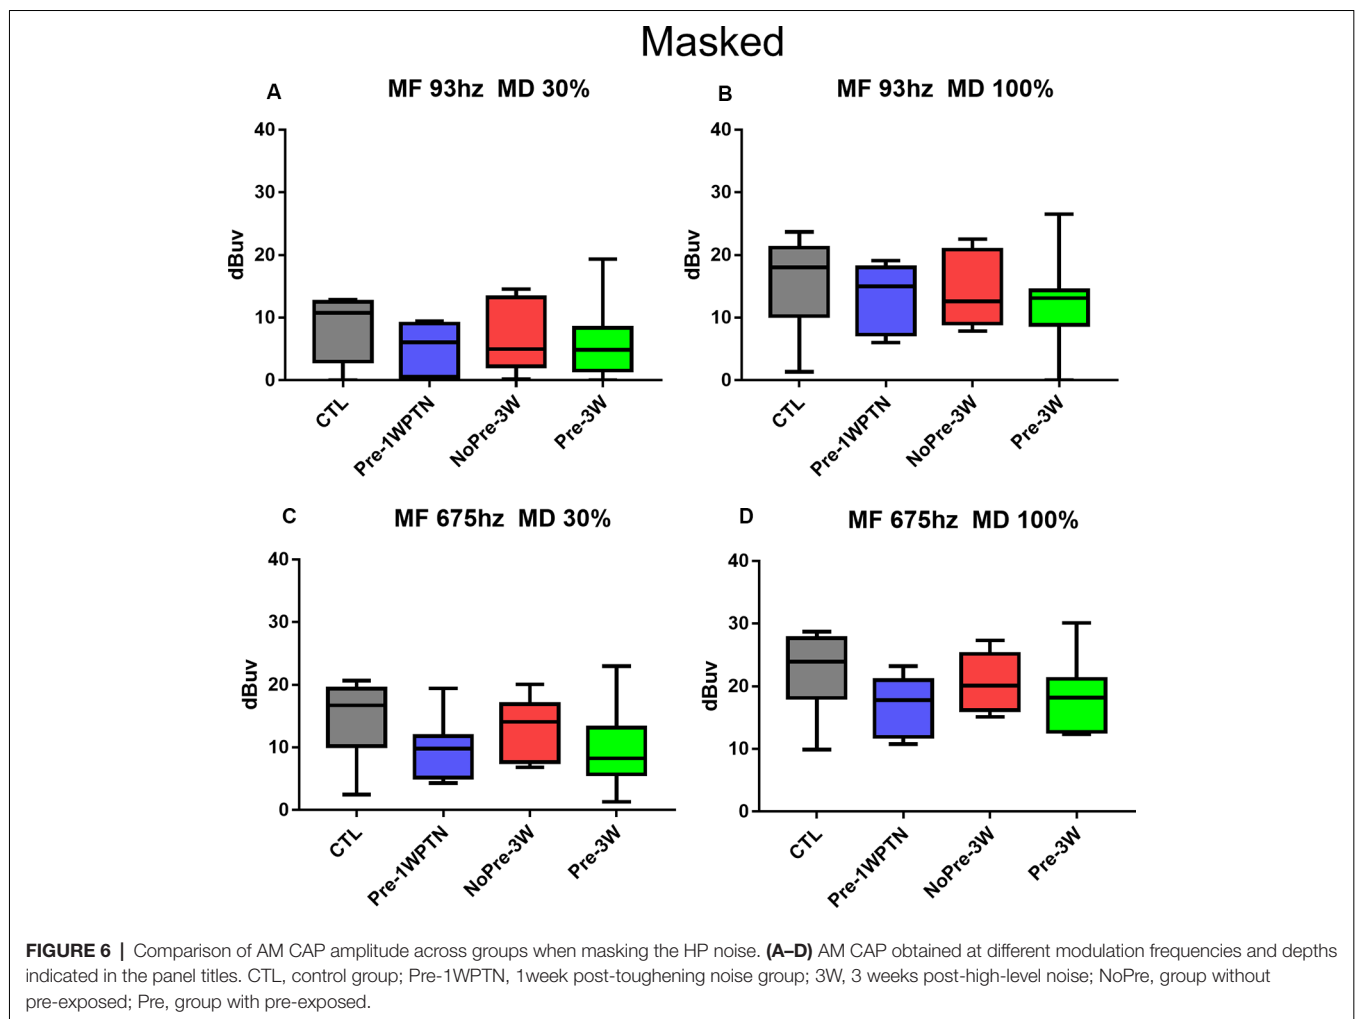 Masked
A
MF 93hz MD 30%
40
30
20
10
0
dBuv
CTL
Pre-1WPTN
NoPre-3W
Pre-3W
B
MF 93hz MD 100%
40
30
20
10
0
dBuv
CTL
Pre-1WPTN
NoPre-3W
Pre-3W
C
MF 675hz MD 30%
40
30
20
10
0
dBuv
CTL
Pre-1WPTN
NoPre-3W
Pre-3W
D
MF 675hz MD 100%
40
30
20
10
0
dBuv
CTL
Pre-1WPTN
NoPre-3W
Pre-3W
FIGURE 6 | Comparison of AM CAP amplitude across groups when masking the HP noise. (A–D) AM CAP obtained at different modulation frequencies and depths
indicated in the panel titles. CTL, control group; Pre-1WPTN, 1week post-toughening noise group; 3W, 3 weeks post-high-level noise; NoPre, group without
pre-exposed; Pre, group with pre-exposed.